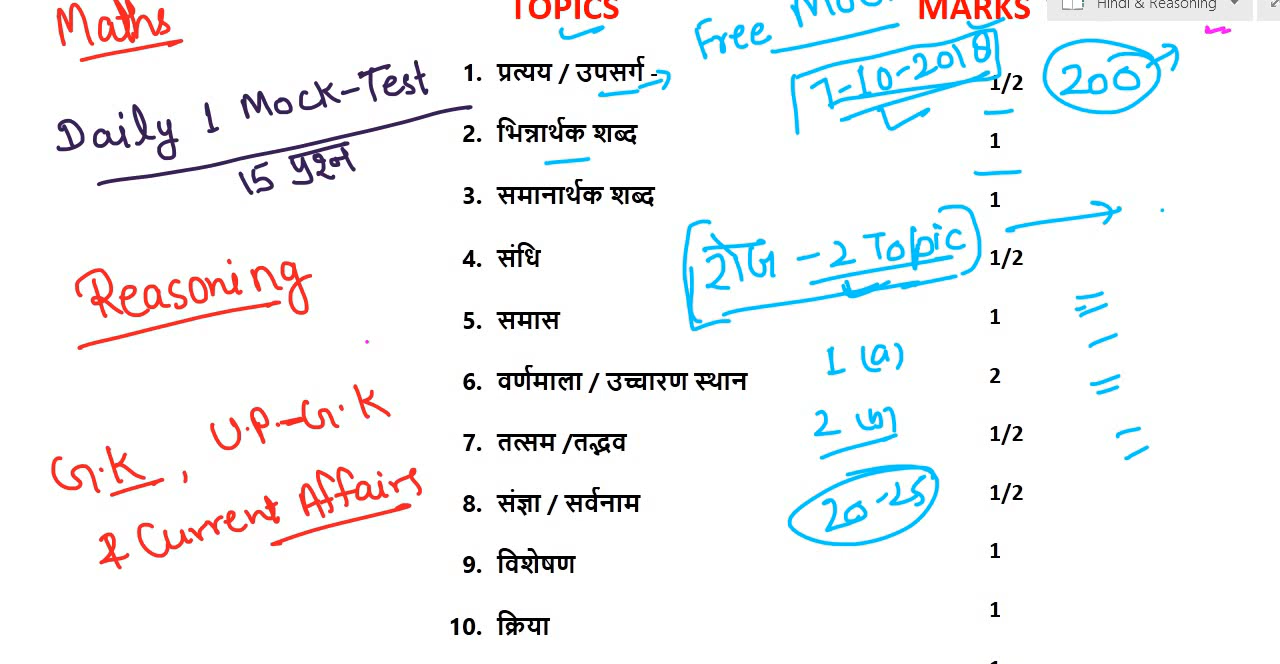 Maths
TOPICS
Free
MARKS
Hindi & Reasoning
Daily 1 Mock-Test
15 प्रश्न
1. प्रत्यय / उपसर्ग -
7-10-2018
1/2
200
2. भिन्नार्थक शब्द
1
3. समानार्थक शब्द
1
Reasoning
4. संधि
रोज - 2 Topic
1/2
5. समास
1
1 (a)
6. वर्णमाला / उच्चारण स्थान
2
G.K, U.P.-G.K
& Current Affairs
7. तत्सम /तद्भव
1/2
8. संज्ञा / सर्वनाम
20-25
1/2
9. विशेषण
1
10. क्रिया
1